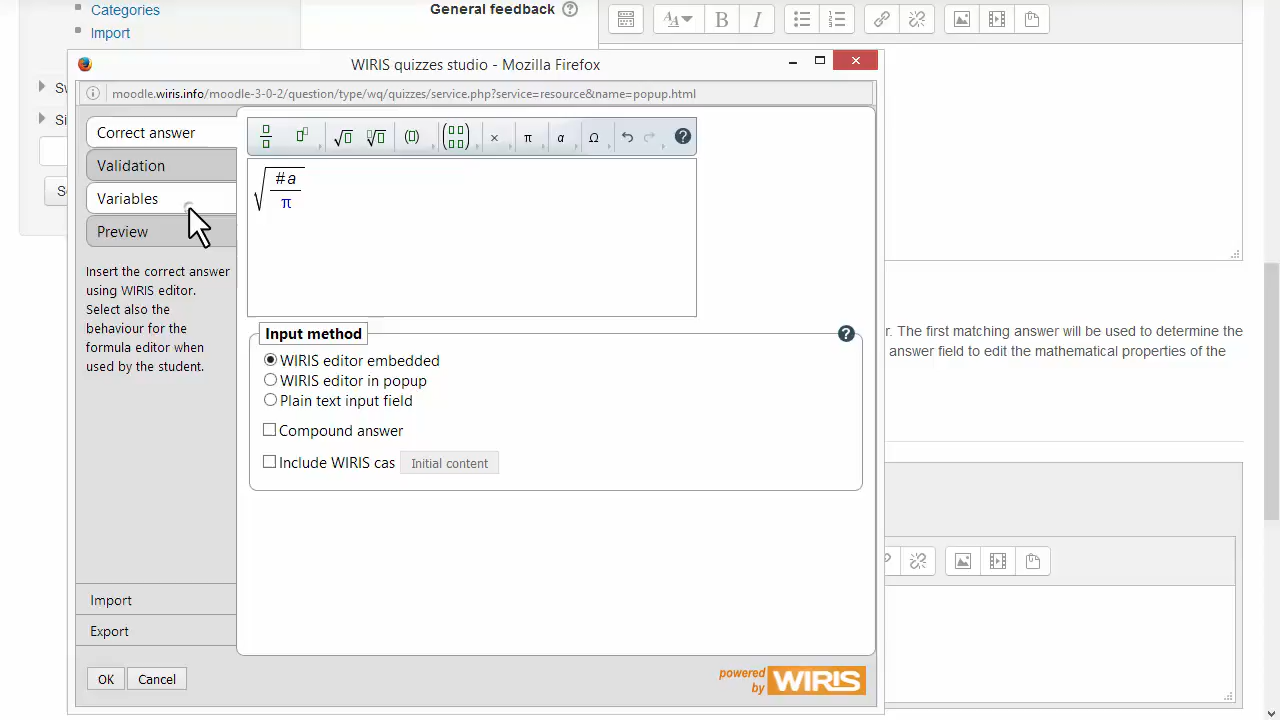 Categories
Import
General feedback
WIRIS quizzes studio - Mozilla Firefox
moodle.wiris.info/moodle-3-0-2/question/type/wq/quizzes/service.php?service=resource&name=popup.html
Correct answer
Validation
Variables
Preview
Insert the correct answer
using WIRIS editor.
Select also the
behaviour for the
formula editor when
used by the student.
√(#a/π)
Input method
WIRIS editor embedded
WIRIS editor in popup
Plain text input field
Compound answer
Include WIRIS cas
Initial content
r. The first matching answer will be used to determine the
answer field to edit the mathematical properties of the
Import
Export
OK
Cancel
powered
by
WIRIS